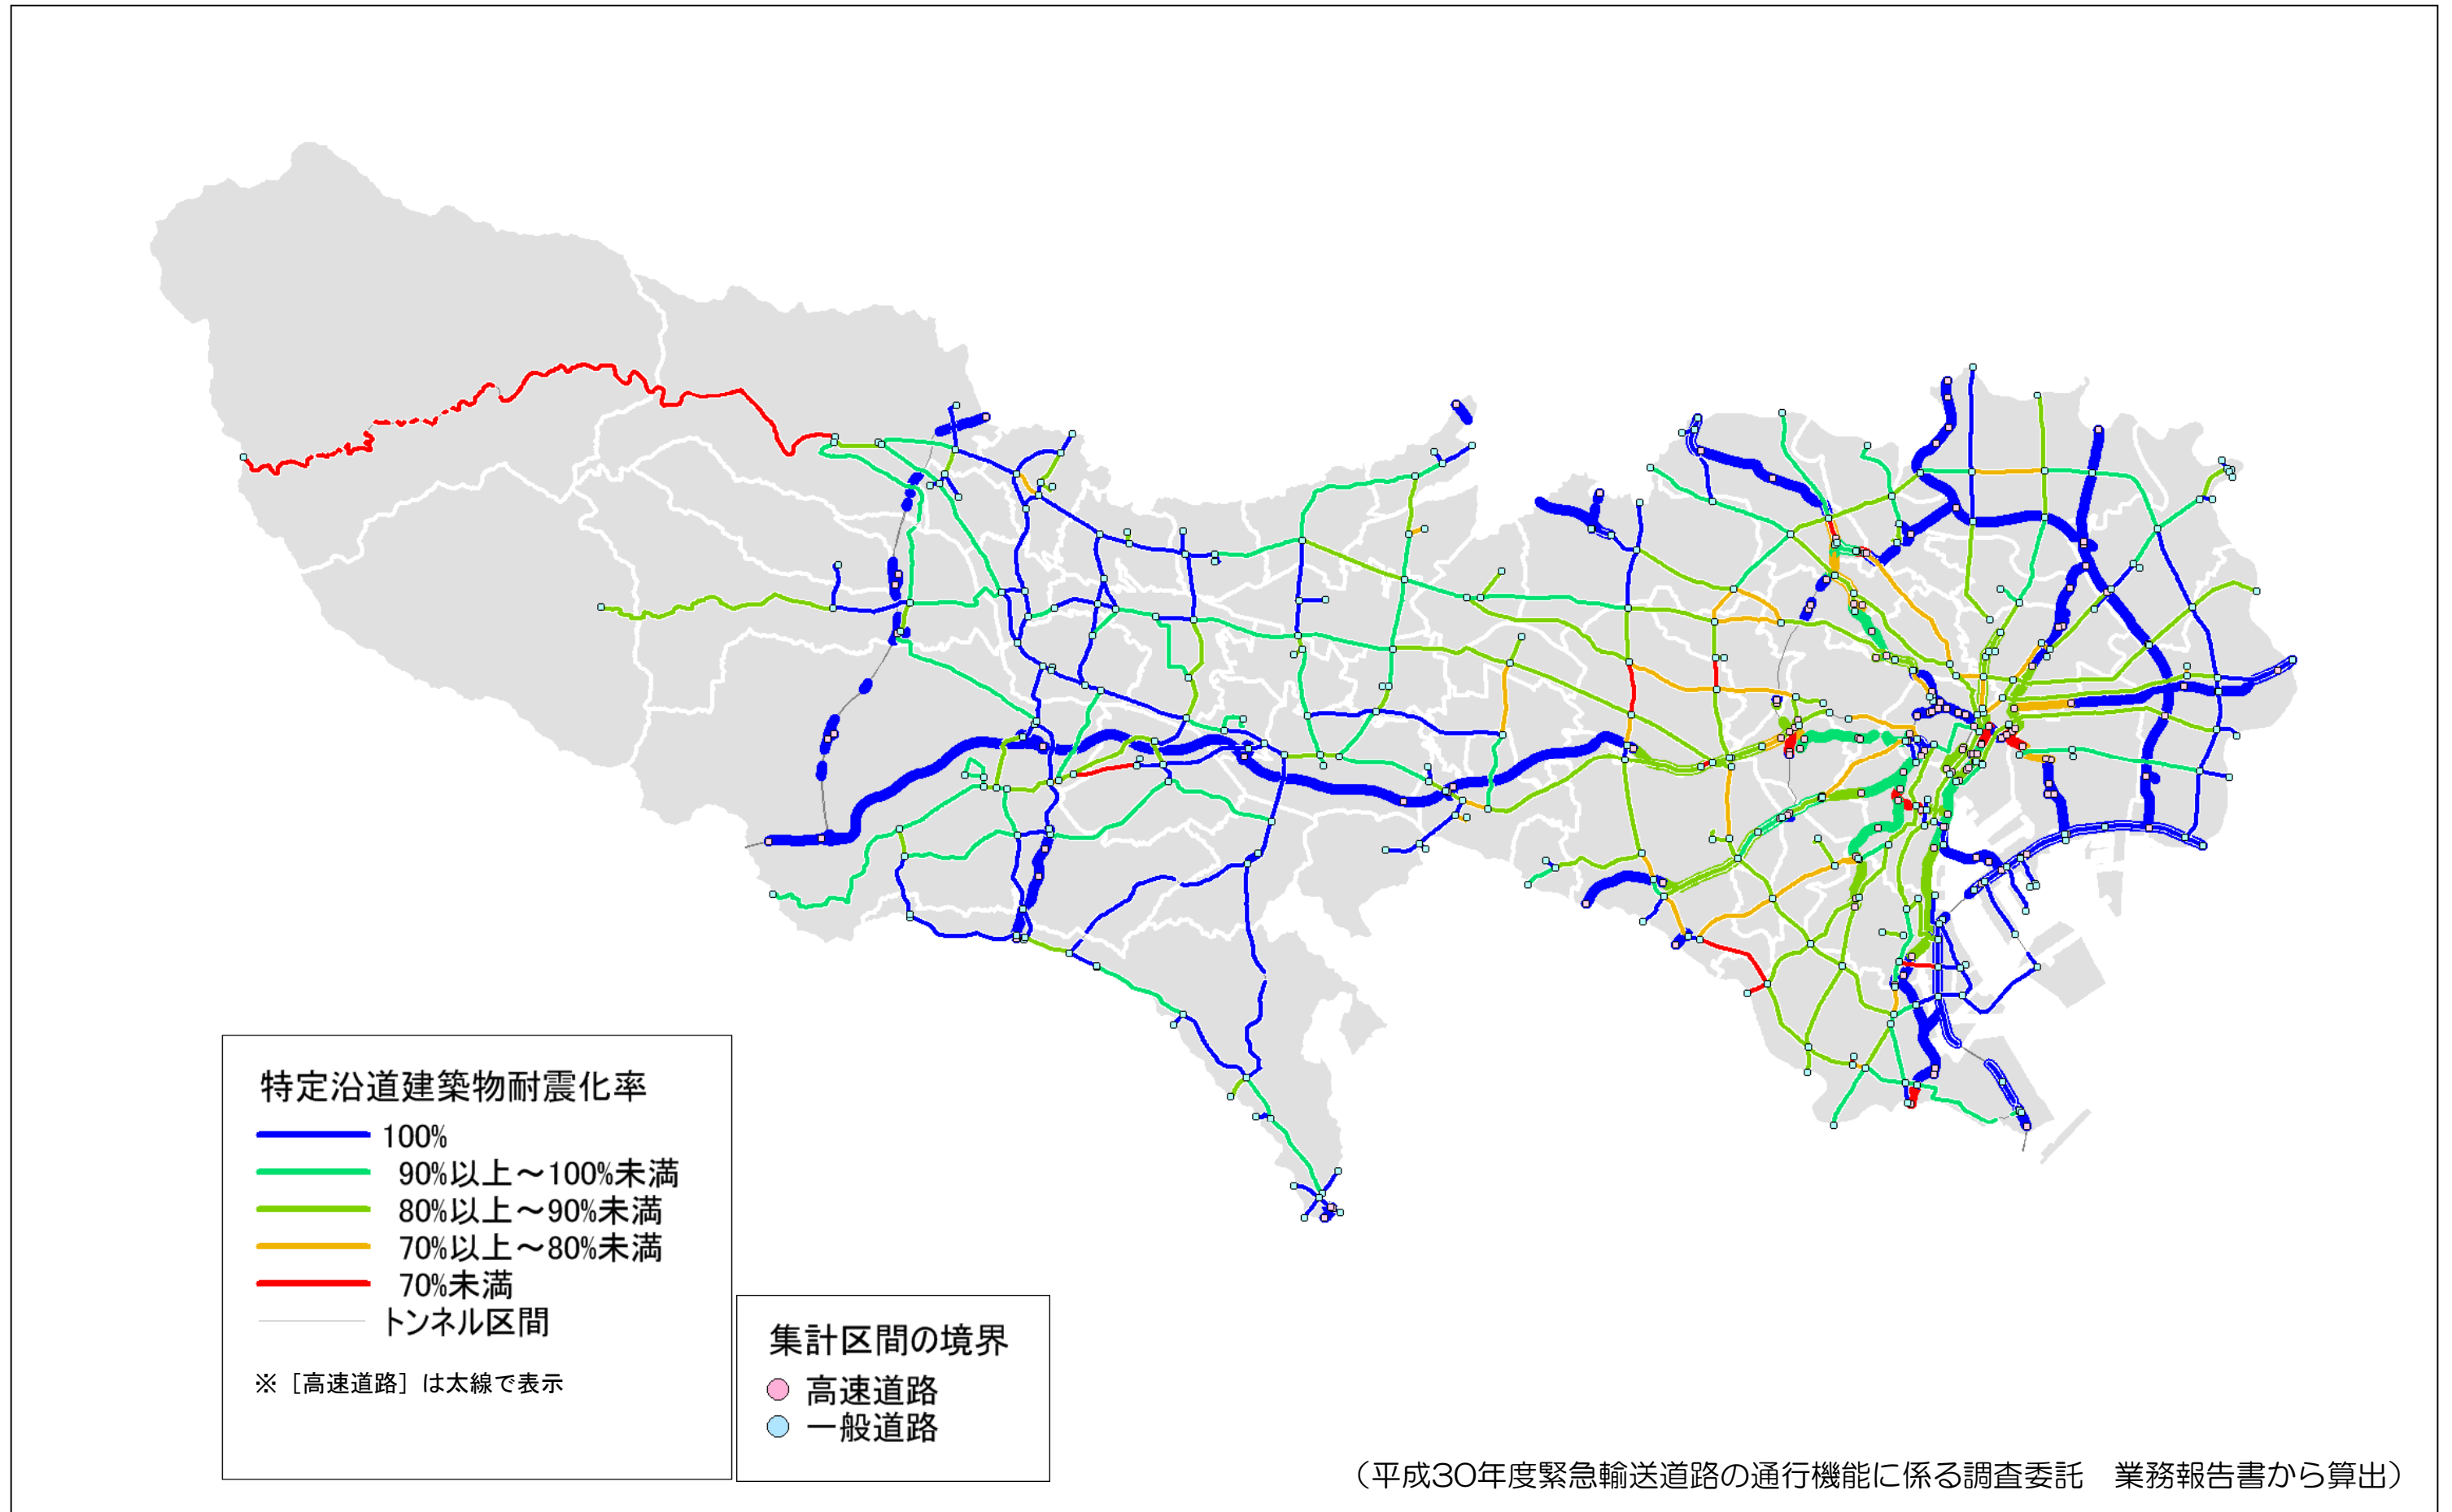 特定沿道建築物耐震化率
100%
90%以上～100%未満
80%以上～90%未満
70%以上～80%未満
70%未満
トンネル区間
※［高速道路］は太線で表示
集計区間の境界
高速道路
一般道路
（平成30年度緊急輸送道路の通行機能に係る調査委託　業務報告書から算出）